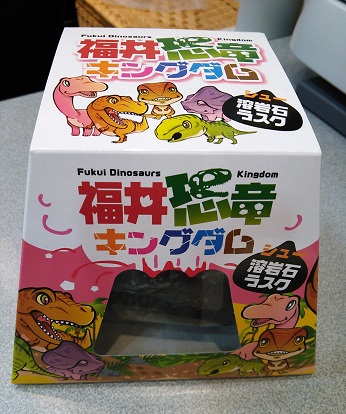 Fukui Dinosaurs Kingdom
福井恐竜
キングダム
シュー
溶岩石
ラスク
Fukui Dinosaurs Kingdom
福井恐竜
キングダム
シュー
溶岩石
ラスク